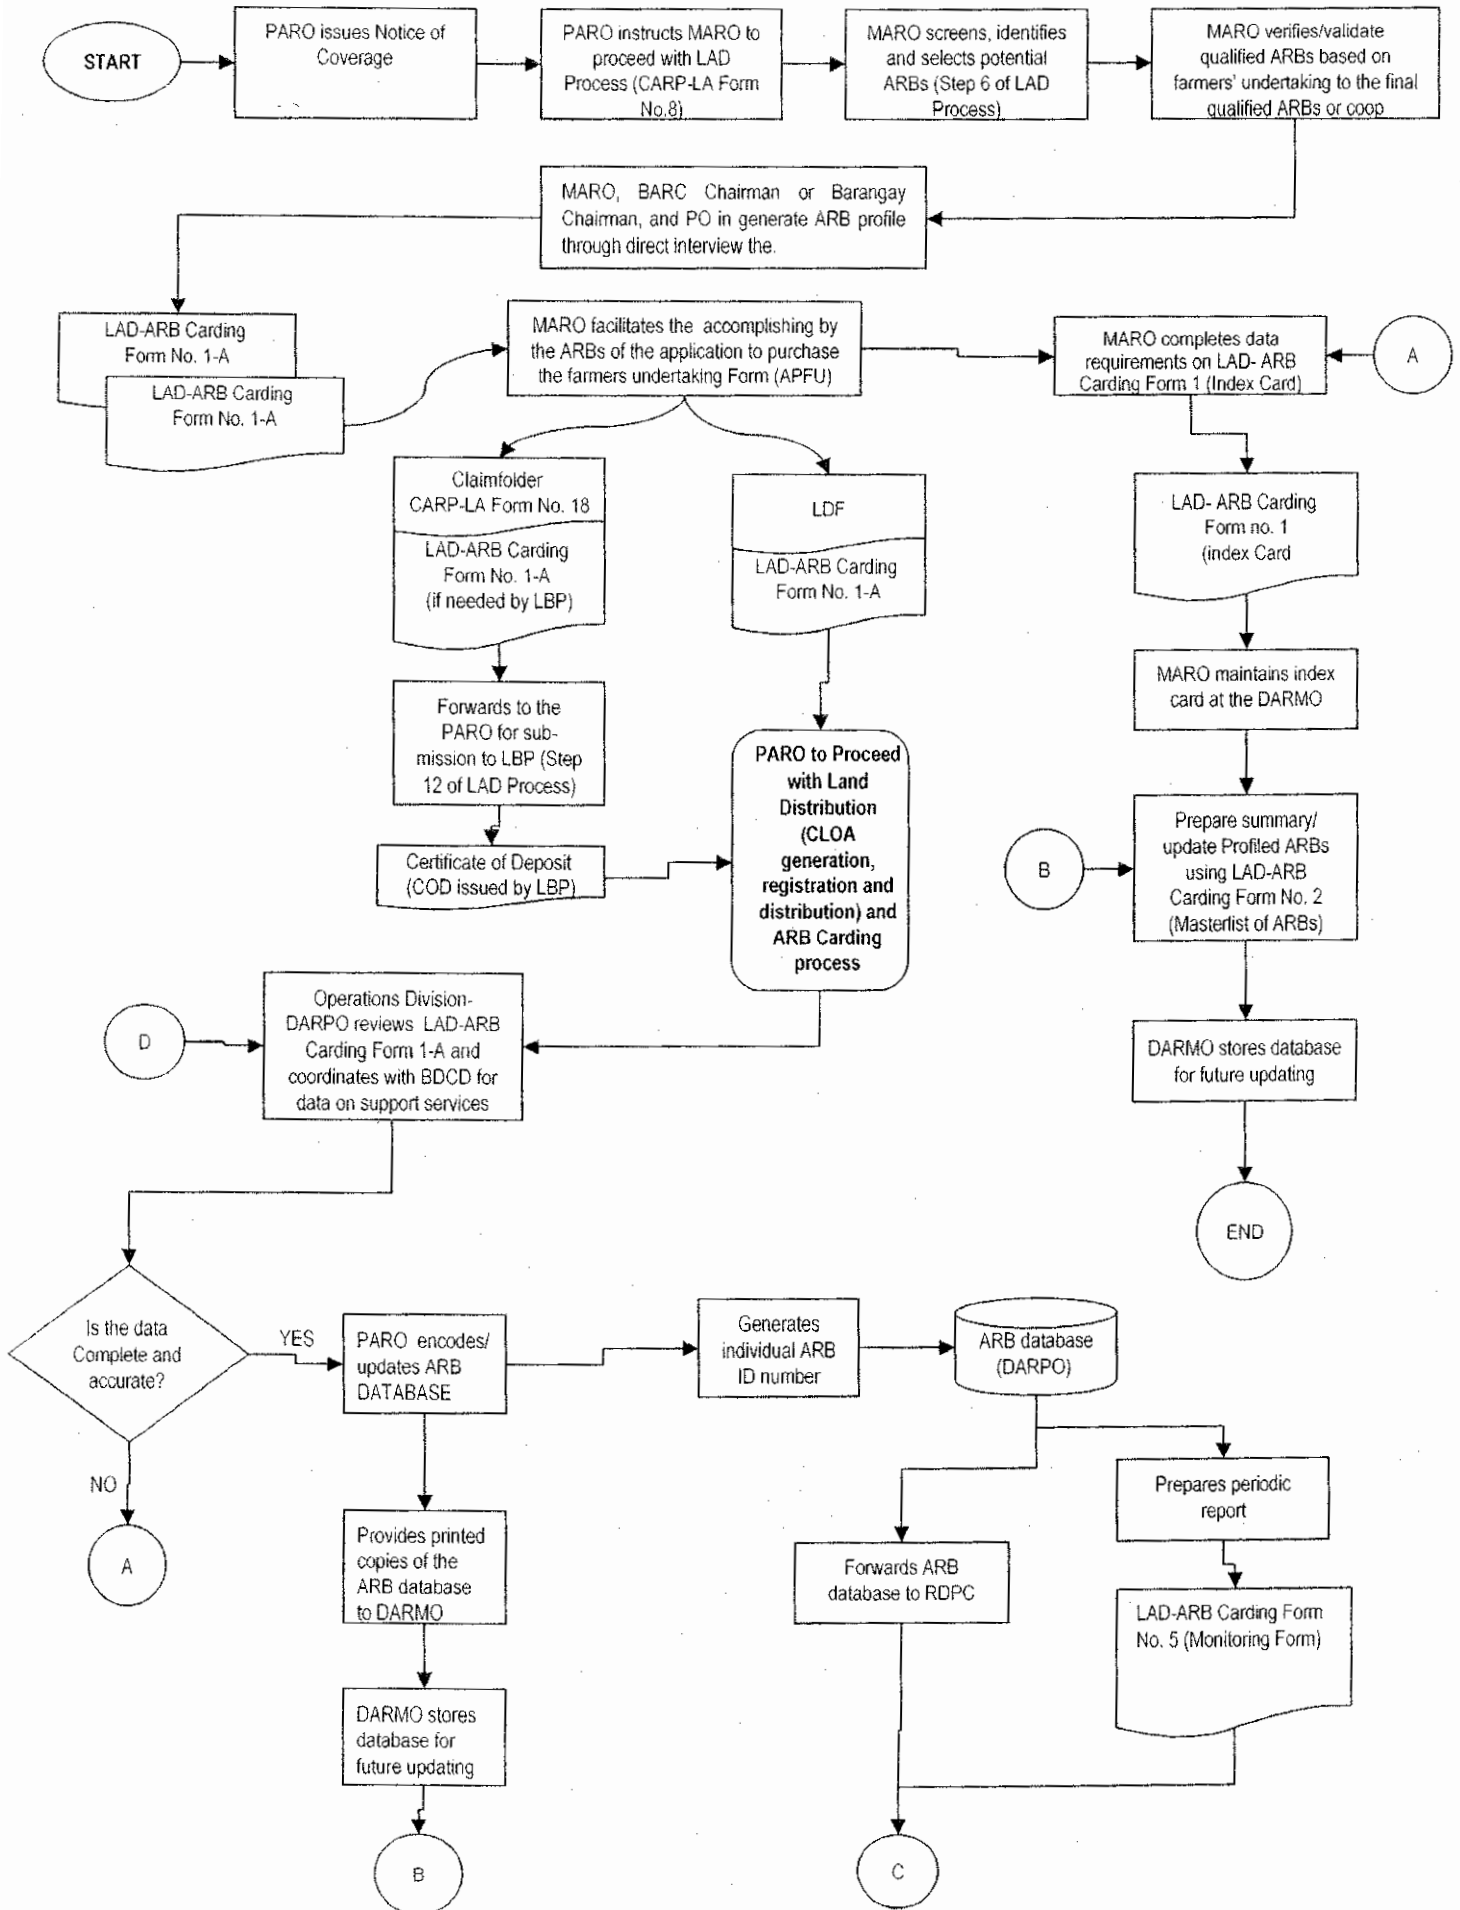 START
PARO issues Notice of
Coverage
PARO instructs MARO to
proceed with LAD
Process (CARP-LA Form
No.8)
MARO screens, identifies
and selects potential
ARBs (Step 6 of LAD
Process)
MARO verifies/validate
qualified ARBs based on
farmers' undertaking to the final
qualified ARBs or coop
MARO, BARC Chairman or Barangay
Chairman, and PO in generate ARB profile
through direct interview the.
LAD-ARB Carding
Form No. 1-A
LAD-ARB Carding
Form No. 1-A
MARO facilitates the accomplishing by
the ARBs of the application to purchase
the farmers undertaking Form (APFU)
MARO completes data
requirements on LAD- ARB
Carding Form 1 (Index Card)
A
Claimfolder
CARP-LA Form No. 18
LAD-ARB Carding
Form No. 1-A
(if needed by LBP)
LDF
LAD-ARB Carding
Form No. 1-A
LAD- ARB Carding
Form no. 1
(index Card
Forwards to the
PARO for sub-
mission to LBP (Step
12 of LAD Process)
MARO maintains index
card at the DARMO
PARO to Proceed
with Land
Distribution
(CLOA
generation,
registration and
distribution) and
ARB Carding
process
Certificate of Deposit
(COD issued by LBP)
B
Prepare summary/
update Profiled ARBs
using LAD-ARB
Carding Form No. 2
(Masterlist of ARBs)
D
Operations Division-
DARPO reviews LAD-ARB
Carding Form 1-A and
coordinates with BDCD for
data on support services
DARMO stores database
for future updating
END
Is the data
Complete and
accurate?
YES
PARO encodes/
updates ARB
DATABASE
Generates
individual ARB
ID number
ARB database
(DARPO)
NO
A
Provides printed
copies of the
ARB database
to DARMO
Forwards ARB
database to RDPC
Prepares periodic
report
LAD-ARB Carding Form
No. 5 (Monitoring Form)
DARMO stores
database for
future updating
B
C